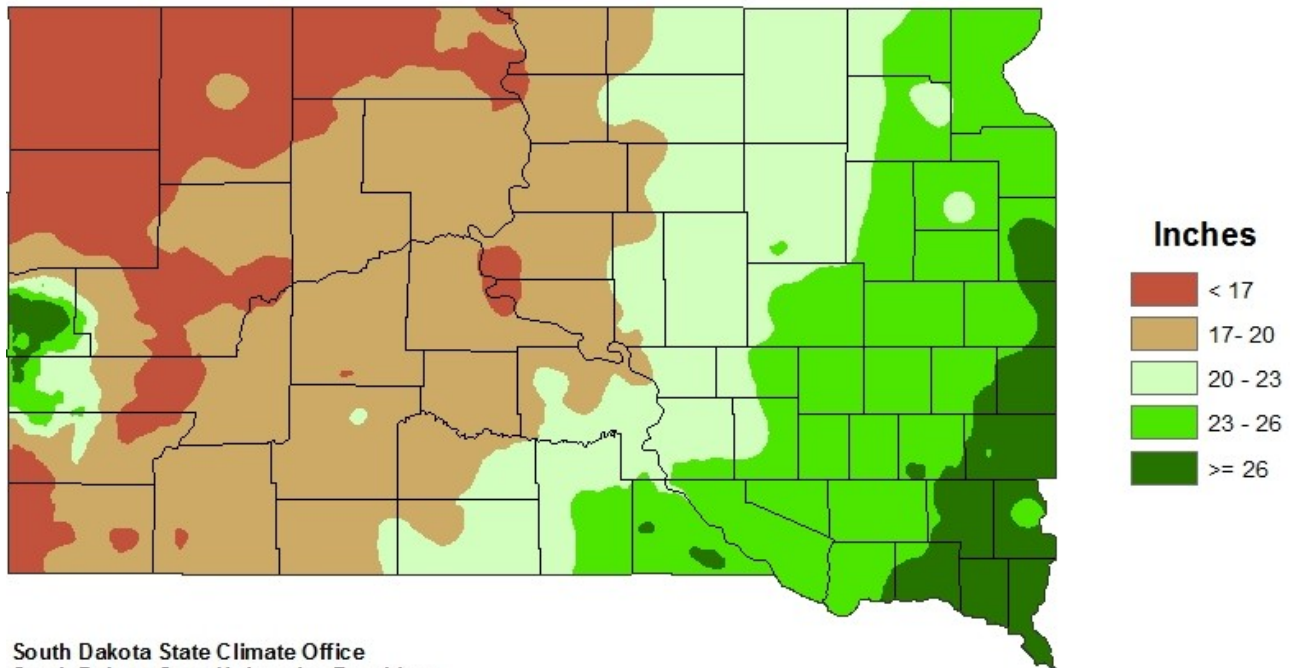 Inches
< 17
17- 20
20 - 23
23 - 26
>= 26
South Dakota State Climate Office